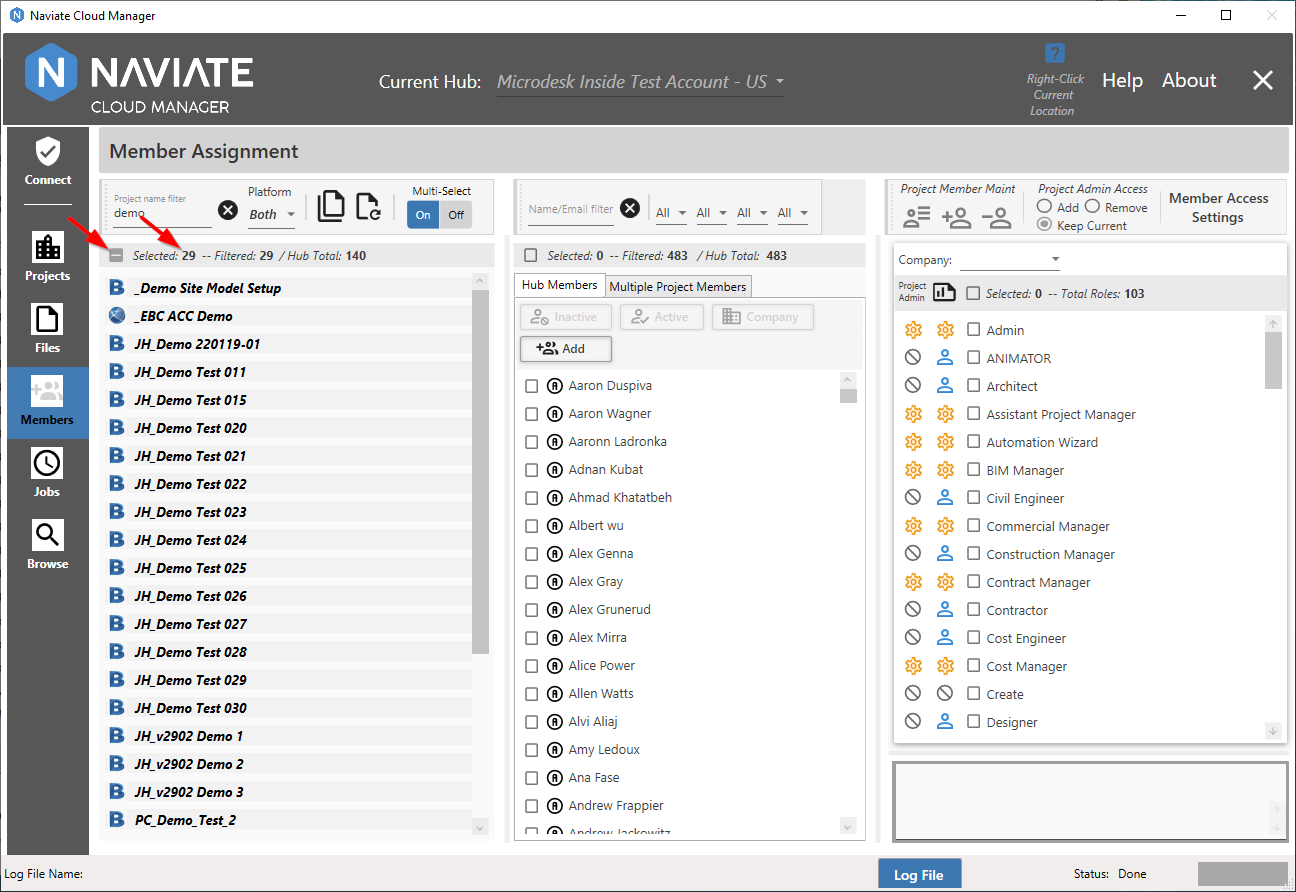 Naviate Cloud Manager
N NAVIATE
CLOUD MANAGER
Current Hub: Microdesk Inside Test Account - US
?
Right-Click
Current
Location
Help About
Connect
Projects
Files
Members
Jobs
Browse
Member Assignment
Project name filter
demo
Platform
Both
Multi-Select
On Off
Selected: 29 -- Filtered: 29 / Hub Total: 140
B _Demo Site Model Setup
_EBC ACC Demo
B JH_Demo 220119-01
B JH_Demo Test 011
B JH_Demo Test 015
B JH_Demo Test 020
B JH_Demo Test 021
B JH_Demo Test 022
B JH_Demo Test 023
B JH_Demo Test 024
B JH_Demo Test 025
B JH_Demo Test 026
B JH_Demo Test 027
B JH_Demo Test 028
B JH_Demo Test 029
B JH_Demo Test 030
B JH_v2902 Demo 1
B JH_v2902 Demo 2
B JH_v2902 Demo 3
B PC_Demo_Test_2
Name/Email filter
All All All All
Selected: 0 -- Filtered: 483 / Hub Total: 483
Hub Members Multiple Project Members
Inactive Active Company
Add
Aaron Duspiva
Aaron Wagner
Aaronn Ladronka
Adnan Kubat
Ahmad Khatatbeh
Albert wu
Alex Genna
Alex Gray
Alex Grunerud
Alex Mirra
Alice Power
Allen Watts
Alvi Aliaj
Amy Ledoux
Ana Fase
Andrew Frappier
Andrew Jackowitz
Project Member Maint
Project Admin Access
Add Remove
Keep Current
Member Access
Settings
Company:
Project
Admin
Selected: 0 -- Total Roles: 103
Admin
ANIMATOR
Architect
Assistant Project Manager
Automation Wizard
BIM Manager
Civil Engineer
Commercial Manager
Construction Manager
Contract Manager
Contractor
Cost Engineer
Cost Manager
Create
Designer
Log File Name:
Log File
Status: Done